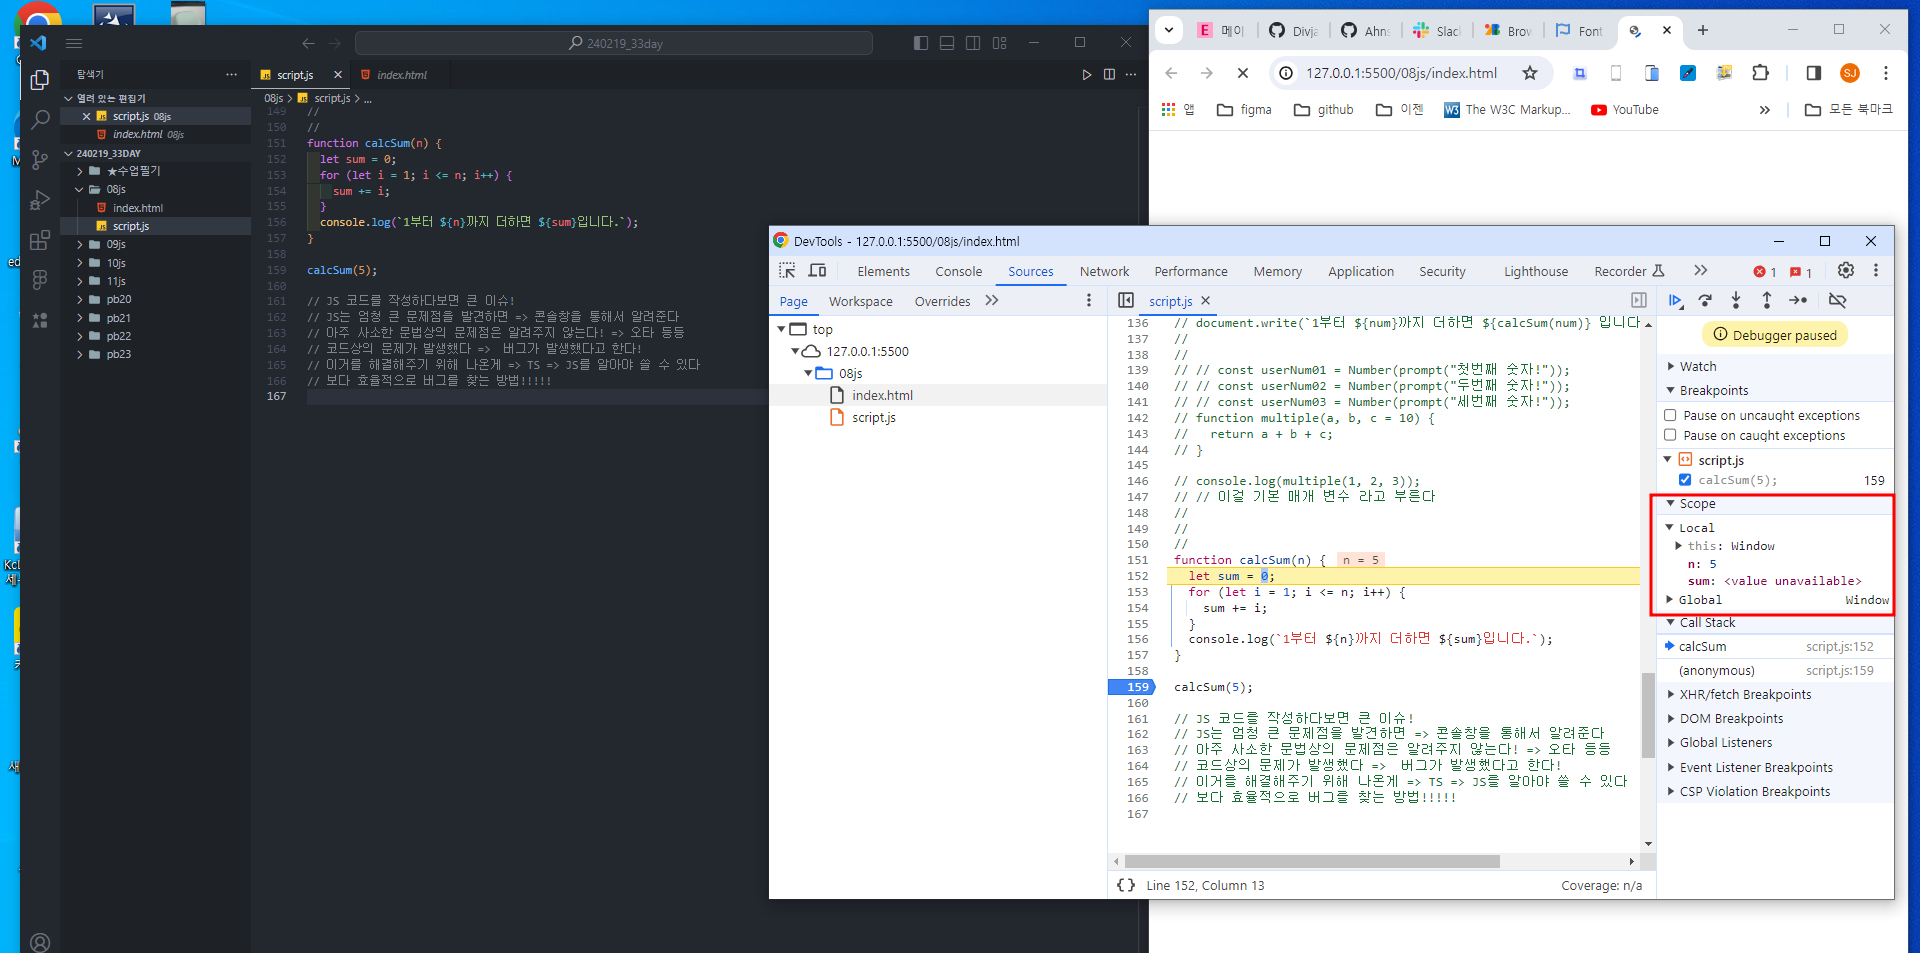 240219_33day
탐색기
열려 있는 편집기
script.js 08js
index.html 08js
240219_33DAY
★수업필기
08js
index.html
script.js
09js
10js
11js
pb20
pb21
pb22
pb23
script.js
index.html
08js > script.js > ...
149 //
150 //
151 function calcSum(n) {
152 let sum = 0;
153 for (let i = 1; i <= n; i++) {
154 sum += i;
155 }
156 console.log(`1부터 ${n}까지 더하면 ${sum}입니다.`);
157 }
158
159 calcSum(5);
160
161 // JS 코드를 작성하다보면 큰 이슈!
162 // JS는 엄청 큰 문제점을 발견하면 => 콘솔창을 통해서 알려준다
163 // 아주 사소한 문법상의 문제점은 알려주지 않는다! => 오타 등등
164 // 코드상의 문제가 발생했다 => 버그가 발생했다고 한다!
165 // 이거를 해결해주기 위해 나온게 => TS => JS를 알아야 쓸 수 있다
166 // 보다 효율적으로 버그를 찾는 방법!!!!!
167
E 메이
Divja
Ahn
Slac
Brow
Font
127.0.0.1:5500/08js/index.html
SJ
앱
figma
github
이젠
W3
The W3C Markup...
YouTube
모든 북마크
DevTools - 127.0.0.1:5500/08js/index.html
Elements
Console
Sources
Network
Performance
Memory
Application
Security
Lighthouse
Recorder
1
1
Page
Workspace
Overrides
script.js
top
127.0.0.1:5500
08js
index.html
script.js
136 // document.write(`1부터 ${num}까지 더하면 ${calcSum(num)} 입니다
137 //
138 //
139 // // const userNum01 = Number(prompt("첫번째 숫자!"));
140 // // const userNum02 = Number(prompt("두번째 숫자!"));
141 // // const userNum03 = Number(prompt("세번째 숫자!"));
142 // function multiple(a, b, c = 10) {
143 // return a + b + c;
144 // }
145
146 // console.log(multiple(1, 2, 3));
147 // // 이걸 기본 매개 변수 라고 부른다
148 //
149 //
150 //
151 function calcSum(n) { n = 5
152 let sum = 0;
153 for (let i = 1; i <= n; i++) {
154 sum += i;
155 }
156 console.log(`1부터 ${n}까지 더하면 ${sum}입니다.`);
157 }
158
159 calcSum(5);
160
161 // JS 코드를 작성하다보면 큰 이슈!
162 // JS는 엄청 큰 문제점을 발견하면 => 콘솔창을 통해서 알려준다
163 // 아주 사소한 문법상의 문제점은 알려주지 않는다! => 오타 등등
164 // 코드상의 문제가 발생했다 => 버그가 발생했다고 한다!
165 // 이거를 해결해주기 위해 나온게 => TS => JS를 알아야 쓸 수 있다
166 // 보다 효율적으로 버그를 찾는 방법!!!!!
167
Line 152, Column 13
Coverage: n/a
Debugger paused
Watch
Breakpoints
Pause on uncaught exceptions
Pause on caught exceptions
script.js
calcSum(5); 159
Scope
Local
this: Window
n: 5
sum: <value unavailable>
Global Window
Call Stack
calcSum script.js:152
(anonymous) script.js:159
XHR/fetch Breakpoints
DOM Breakpoints
Global Listeners
Event Listener Breakpoints
CSP Violation Breakpoints